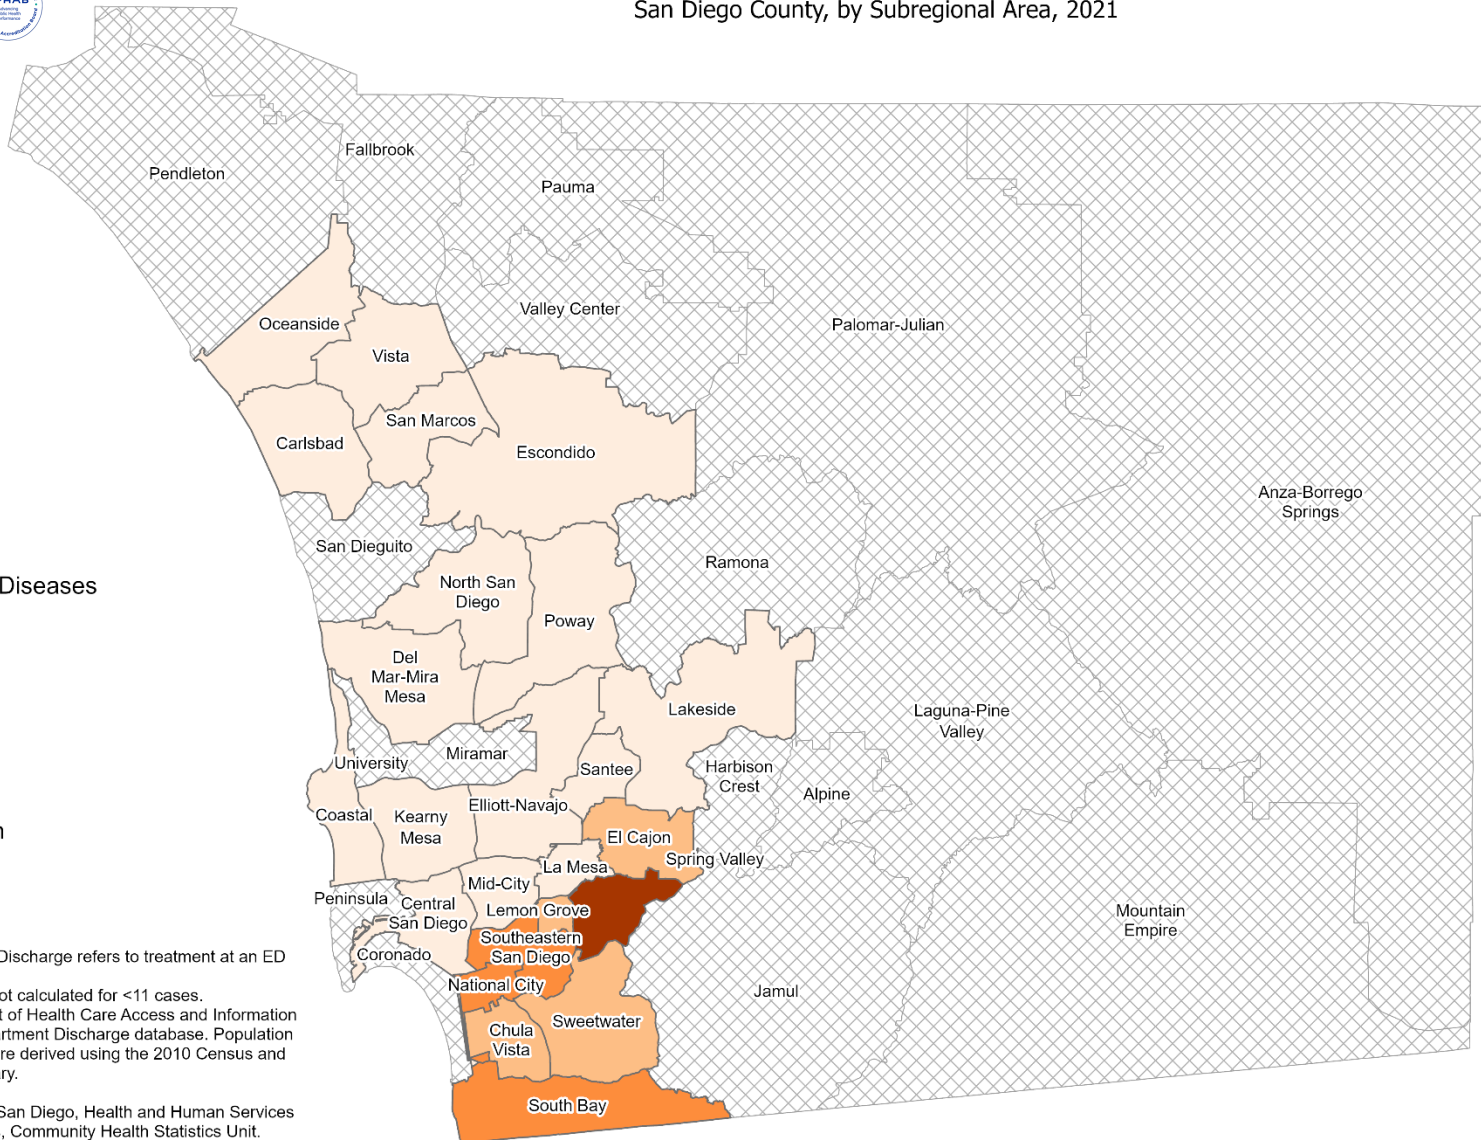 San Diego County, by Subregional Area, 2021
Pendleton
Fallbrook
Pauma
Oceanside
Valley Center
Palomar-Julian
Vista
San Marcos
Carlsbad
Escondido
Anza-Borrego
Springs
San Dieguito
Ramona
Diseases
North San
Diego
Poway
Del
Mar-Mira
Mesa
Lakeside
Laguna-Pine
Valley
University
Miramar
Santee
Harbison
Crest
Alpine
Coastal
Kearny
Mesa
Elliott-Navajo
El Cajon
Spring Valley
La Mesa
Mid-City
Peninsula
Central
San Diego
Lemon Grove
Mountain
Empire
Southeastern
San Diego
Coronado
National City
Jamul
Sweetwater
Chula
Vista
South Bay
Discharge refers to treatment at an ED
ot calculated for <11 cases.
t of Health Care Access and Information
artment Discharge database. Population
re derived using the 2010 Census and
ry.
San Diego, Health and Human Services
, Community Health Statistics Unit.